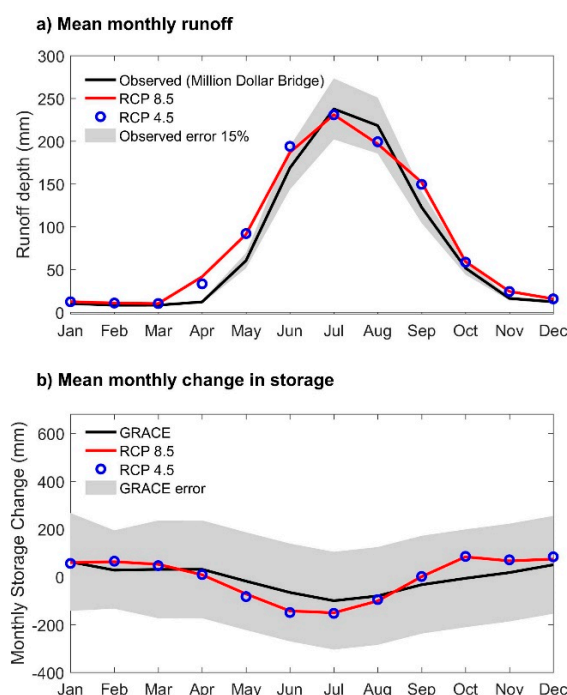 a) Mean monthly runoff
300
250
200
150
100
50
0
Runoff depth (mm)
Observed (Million Dollar Bridge)
RCP 8.5
RCP 4.5
Observed error 15%
Jan Feb Mar Apr May Jun Jul Aug Sep Oct Nov Dec
b) Mean monthly change in storage
600
400
200
0
-200
-400
Monthly Storage Change (mm)
GRACE
RCP 8.5
RCP 4.5
GRACE error
Jan Feb Mar Apr May Jun Jul Aug Sep Oct Nov Dec